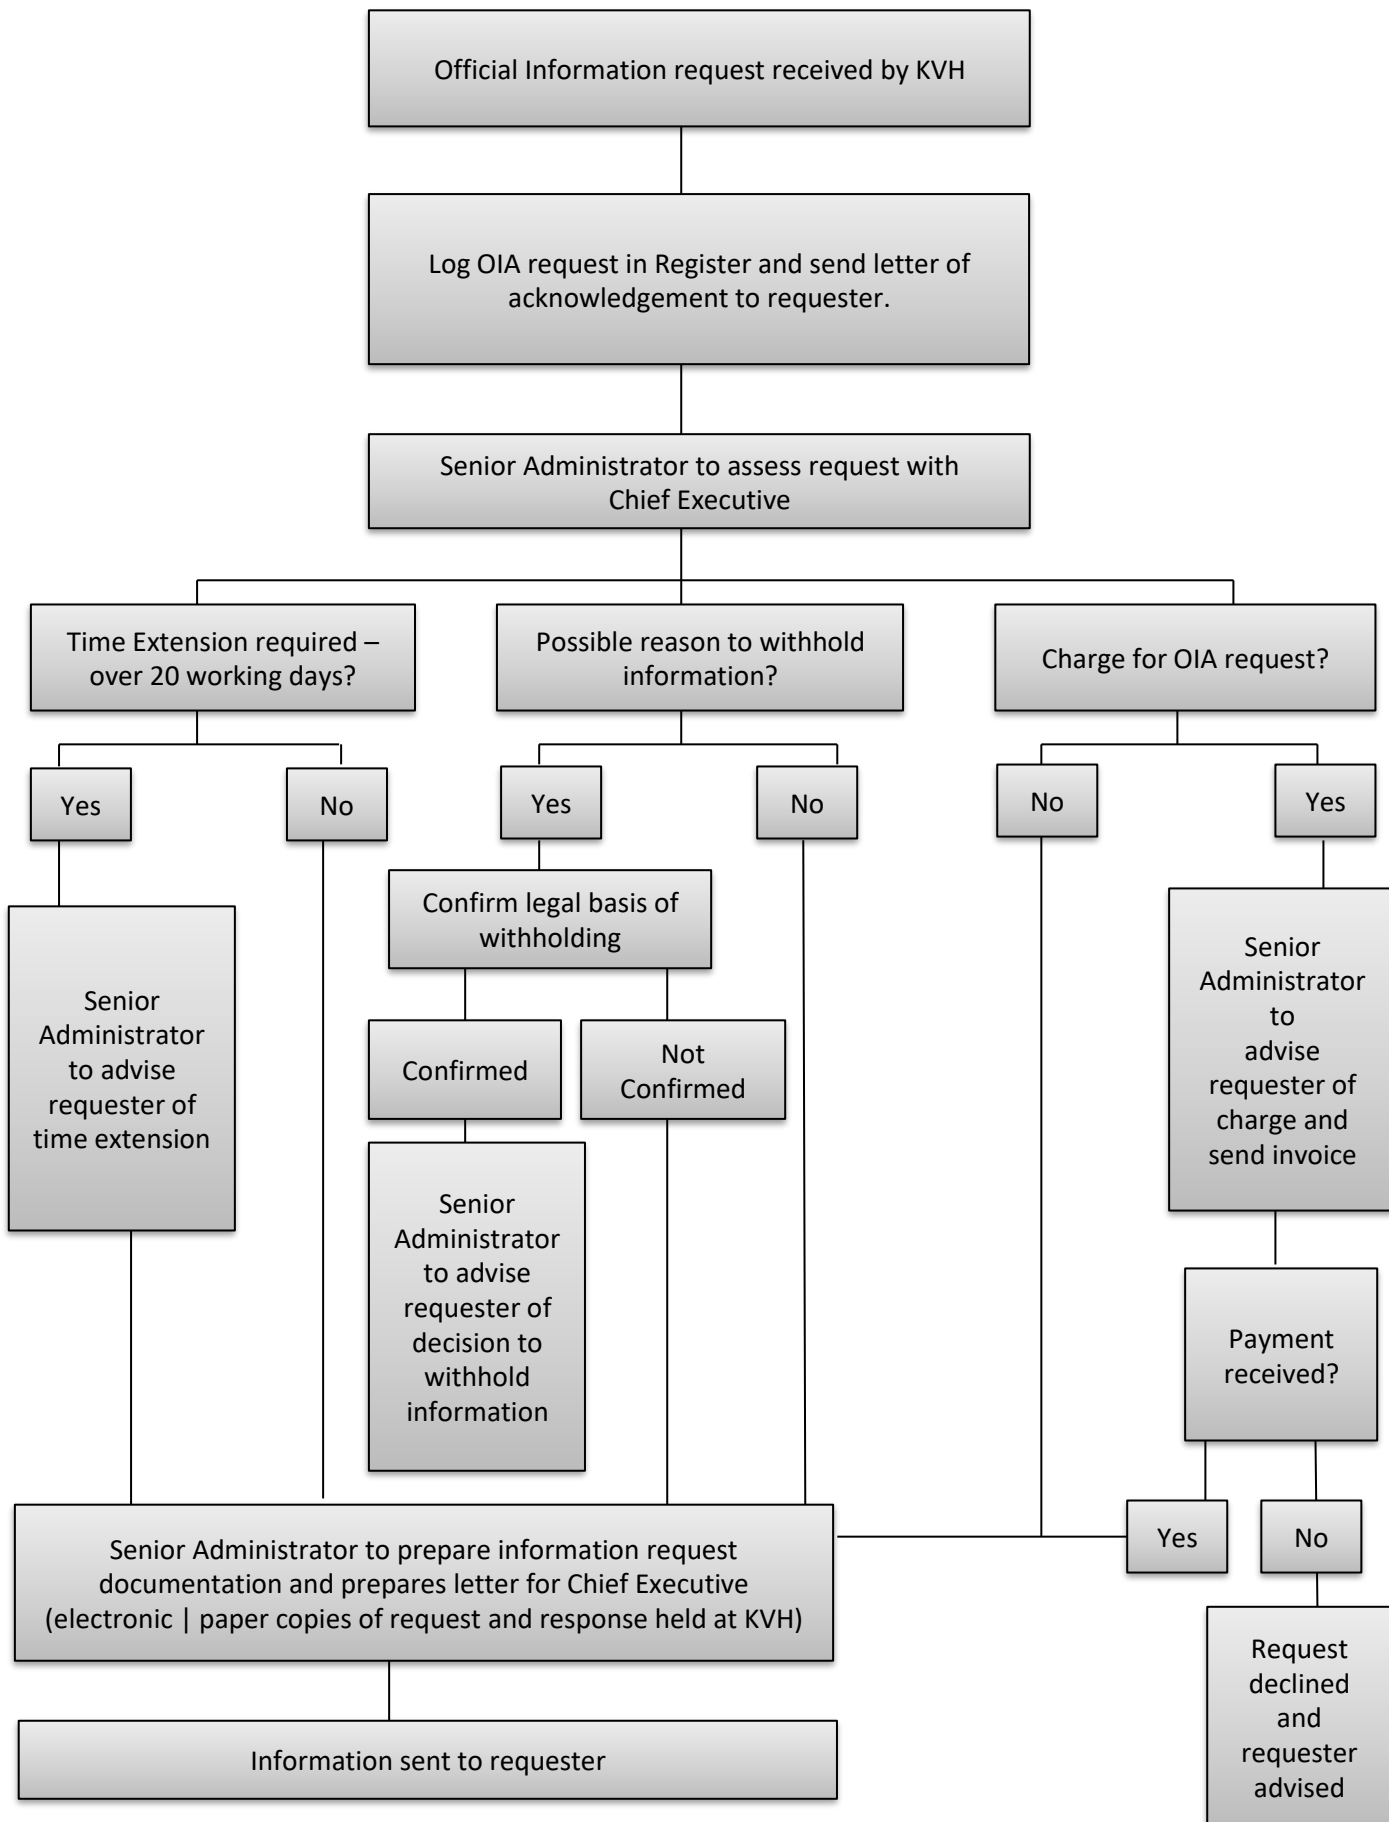 Official Information request received by KVH
Log OIA request in Register and send letter of
acknowledgement to requester.
Senior Administrator to assess request with
Chief Executive
Time Extension required –
over 20 working days?
Possible reason to withhold
information?
Charge for OIA request?
Yes
No
Yes
No
No
Yes
Confirm legal basis of
withholding
Senior
Administrator
to advise
requester of
time extension
Confirmed
Not
Confirmed
Senior
Administrator
to
advise
requester of
charge and
send invoice
Senior
Administrator
to advise
requester of
decision to
withhold
information
Payment
received?
Yes
No
Senior Administrator to prepare information request
documentation and prepares letter for Chief Executive
(electronic | paper copies of request and response held at KVH)
Request
declined
and
requester
advised
Information sent to requester